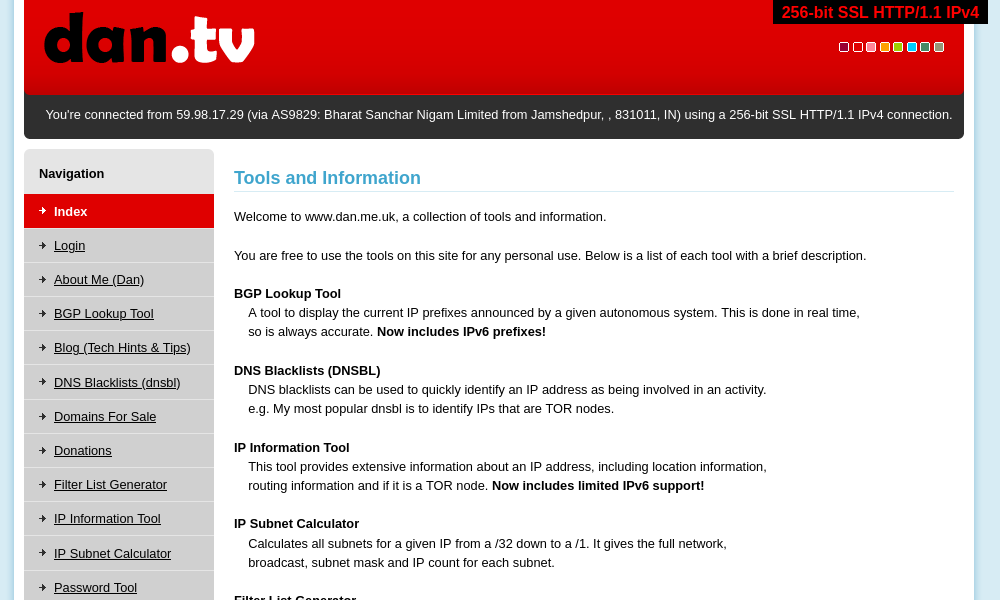 256-bit SSL HTTP/1.1 IPv4
dan.tv
You're connected from 59.98.17.29 (via AS9829: Bharat Sanchar Nigam Limited from Jamshedpur, , 831011, IN) using a 256-bit SSL HTTP/1.1 IPv4 connection.
Navigation
Index
Login
About Me (Dan)
BGP Lookup Tool
Blog (Tech Hints & Tips)
DNS Blacklists (dnsbl)
Domains For Sale
Donations
Filter List Generator
IP Information Tool
IP Subnet Calculator
Password Tool
Tools and Information
Welcome to www.dan.me.uk, a collection of tools and information.
You are free to use the tools on this site for any personal use. Below is a list of each tool with a brief description.
BGP Lookup Tool
A tool to display the current IP prefixes announced by a given autonomous system. This is done in real time,
so is always accurate. Now includes IPv6 prefixes!
DNS Blacklists (DNSBL)
DNS blacklists can be used to quickly identify an IP address as being involved in an activity.
e.g. My most popular dnsbl is to identify IPs that are TOR nodes.
IP Information Tool
This tool provides extensive information about an IP address, including location information,
routing information and if it is a TOR node. Now includes limited IPv6 support!
IP Subnet Calculator
Calculates all subnets for a given IP from a /32 down to a /1. It gives the full network,
broadcast, subnet mask and IP count for each subnet.
Filter List Generator